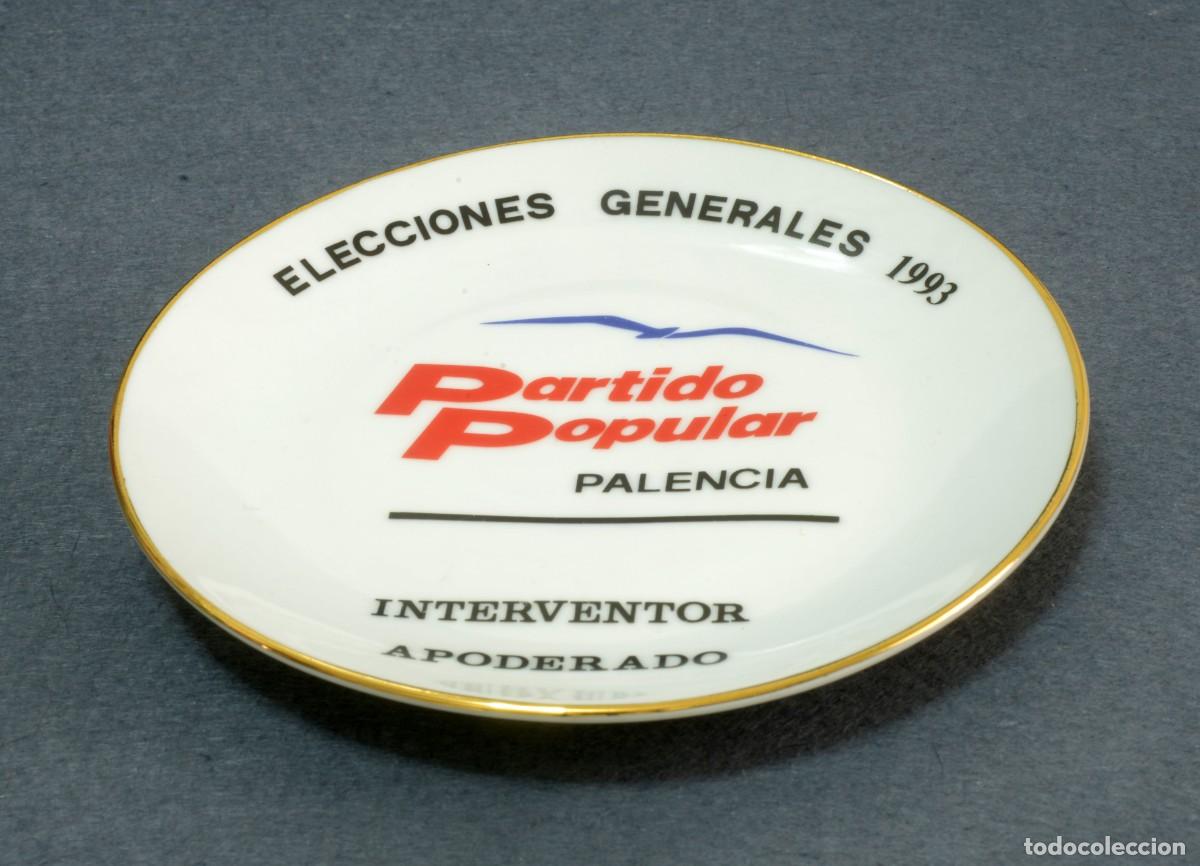 ELECCIONES GENERALES 1993
Partido
Popular
PALENCIA
INTERVENTOR
APODERADO
todocoleccion